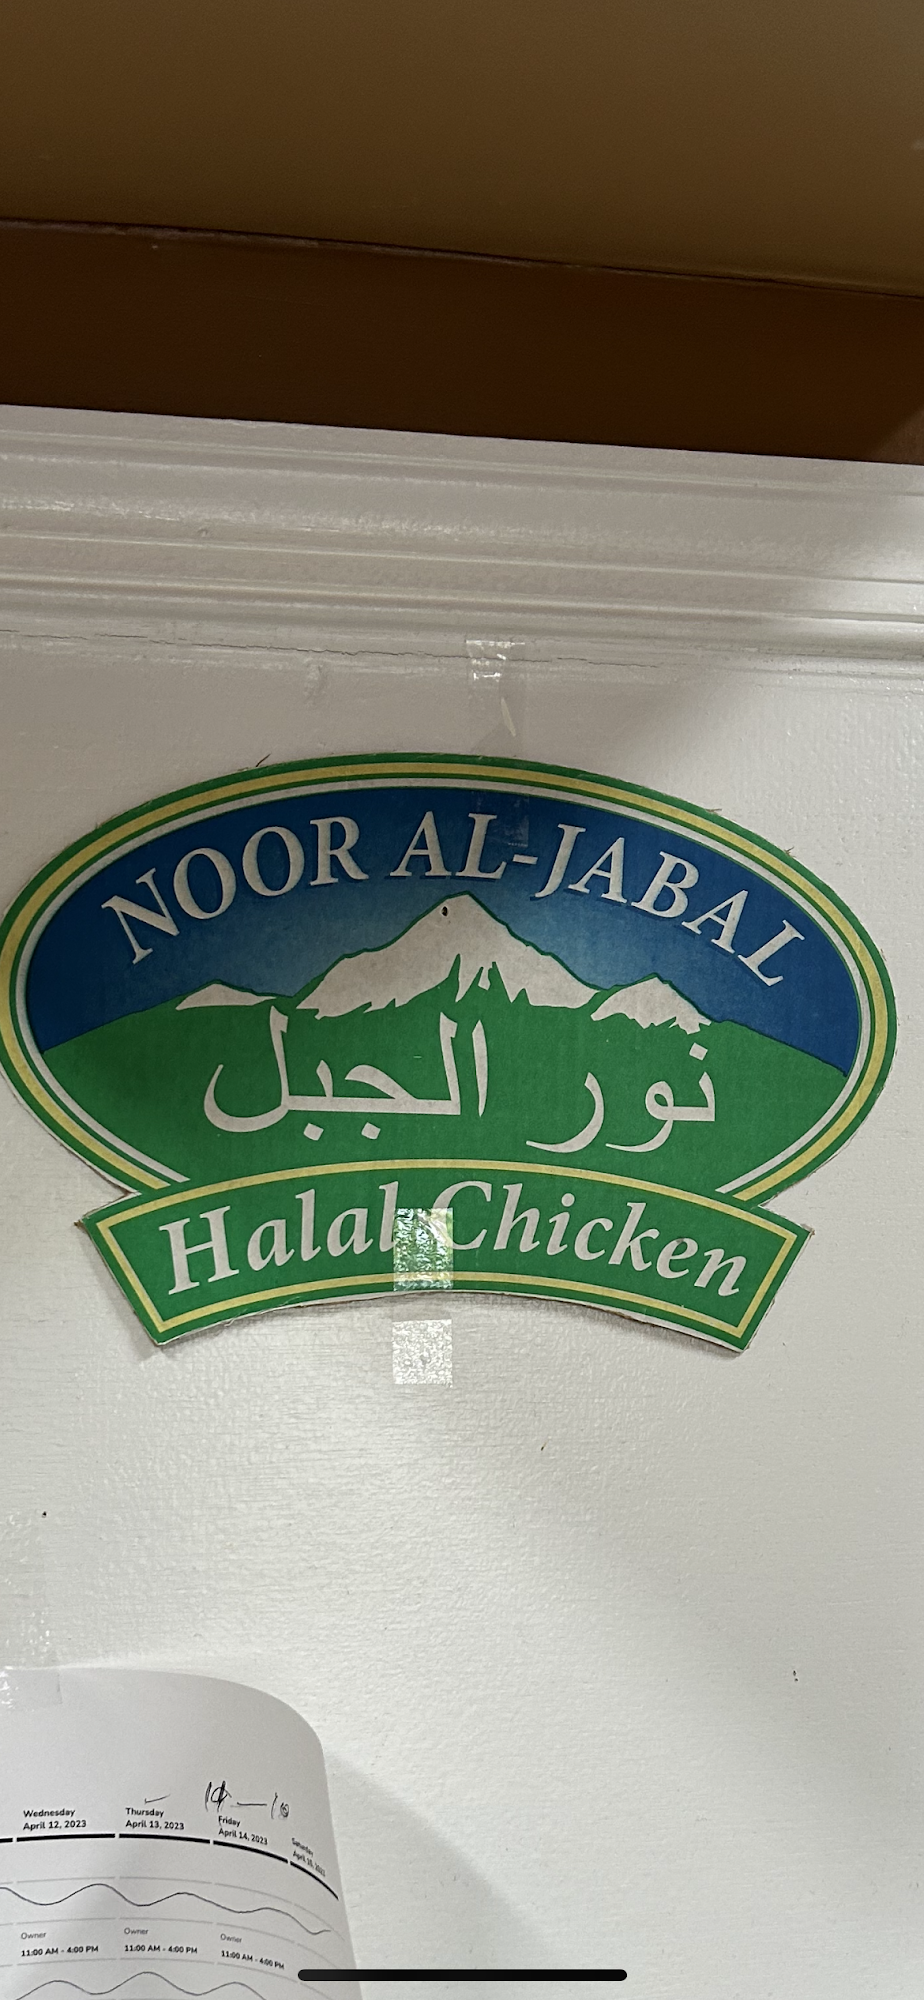 NOOR AL-JABAL
نور الجبل
Halal Chicken
Wednesday
April 12, 2023
Thursday
April 13, 2023
Friday
April 14, 2023
Saturday
Owner
11:00 AM - 4:00 PM
Owner
11:00 AM - 4:00 PM
Owner
11:00 AM - 4:00 PM